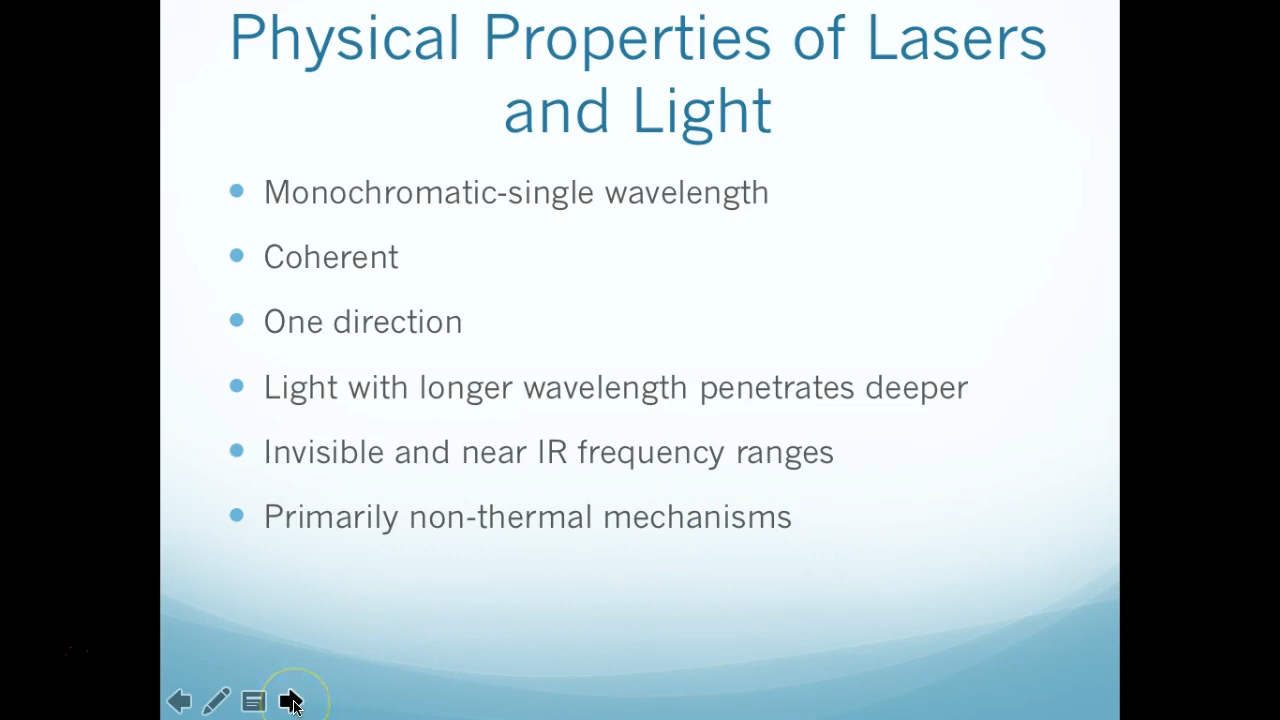 Physical Properties of Lasers
and Light
Monochromatic-single wavelength
Coherent
One direction
Light with longer wavelength penetrates deeper
Invisible and near IR frequency ranges
Primarily non-thermal mechanisms